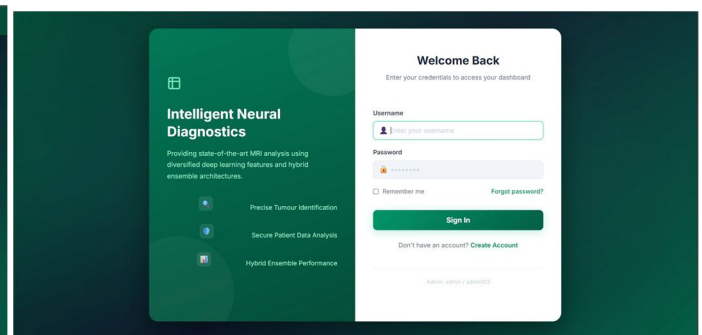 Intelligent Neural
Diagnostics
Providing state-of-the-art MRI analysis using
diversified deep learning features and hybrid
ensemble architectures.
Precise Tumour Identification
Secure Patient Data Analysis
Hybrid Ensemble Performance
Welcome Back
Enter your credentials to access your dashboard
Username
Enter your username
Password
Remember me
Forgot password?
Sign In
Don't have an account? Create Account
Admin: admin / admin123